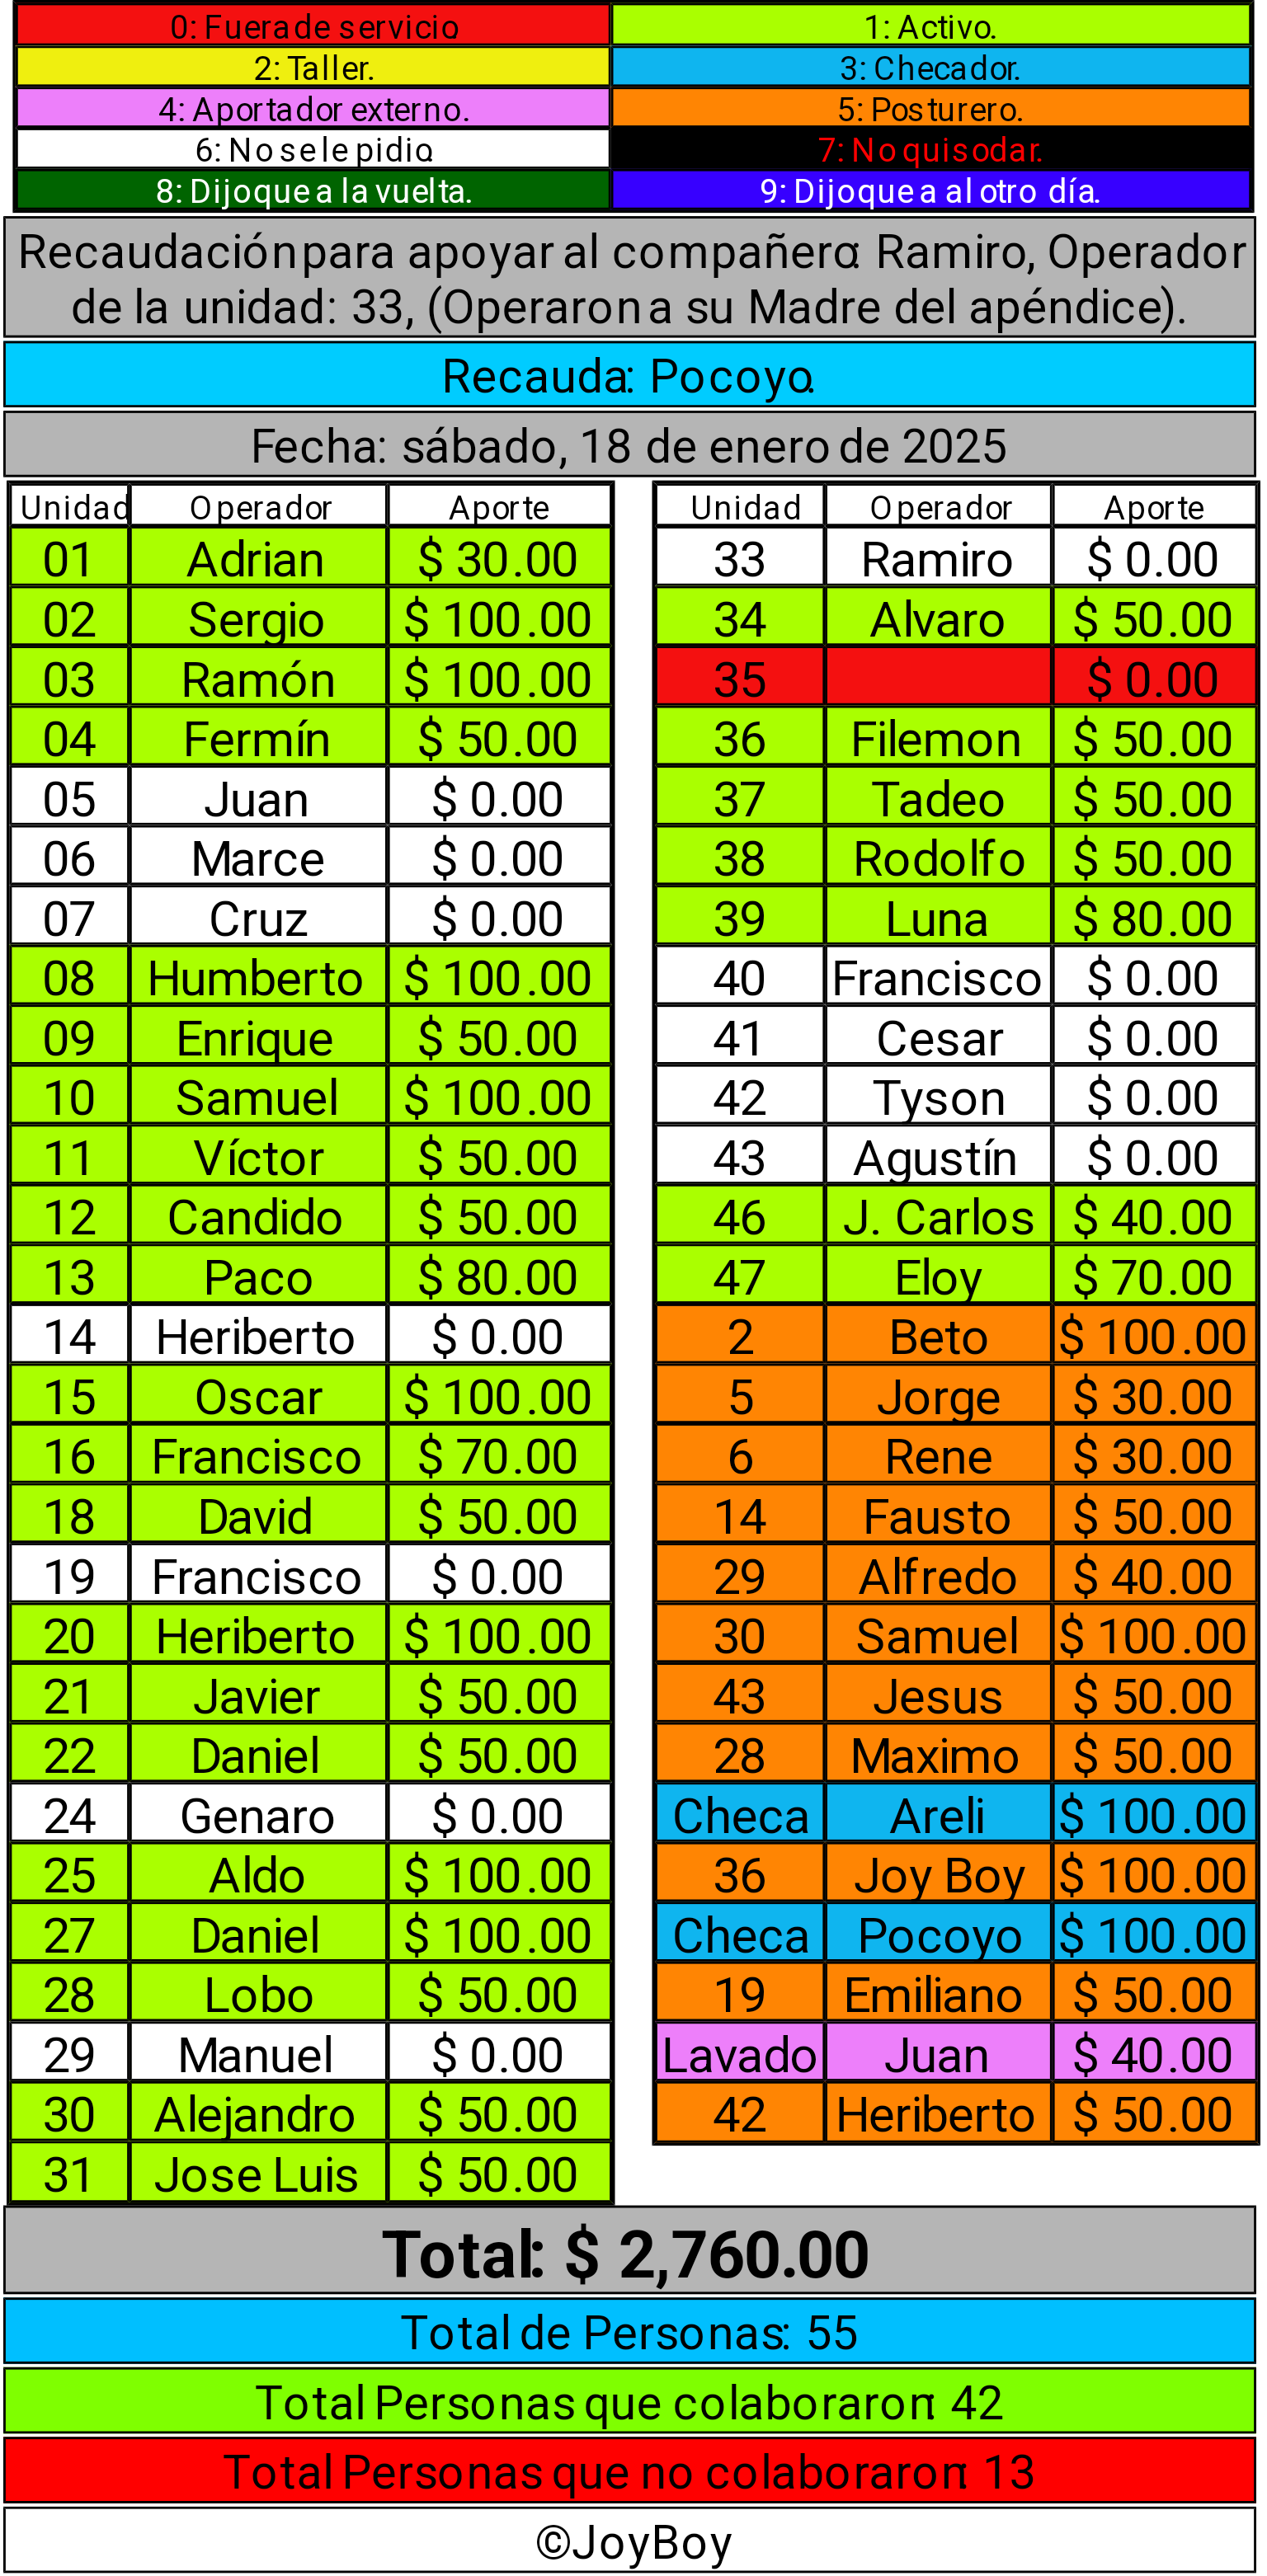 0: Fuera de servicio.
1: Activo.
2: Taller.
3: Checador.
4: Aportador externo.
5: Posturero.
6: No se le pidio.
7: No quiso dar.
8: Dijo que a la vuelta.
9: Dijo que a al otro día.
Recaudación para apoyar al compañero: Ramiro, Operador
de la unidad: 33, (Operaron a su Madre del apéndice).
Recauda: Pocoyo.
Fecha: sábado, 18 de enero de 2025
Unidad Operador Aporte
01 Adrian $ 30.00
02 Sergio $ 100.00
03 Ramón $ 100.00
04 Fermín $ 50.00
05 Juan $ 0.00
06 Marce $ 0.00
07 Cruz $ 0.00
08 Humberto $ 100.00
09 Enrique $ 50.00
10 Samuel $ 100.00
11 Víctor $ 50.00
12 Candido $ 50.00
13 Paco $ 80.00
14 Heriberto $ 0.00
15 Oscar $ 100.00
16 Francisco $ 70.00
18 David $ 50.00
19 Francisco $ 0.00
20 Heriberto $ 100.00
21 Javier $ 50.00
22 Daniel $ 50.00
24 Genaro $ 0.00
25 Aldo $ 100.00
27 Daniel $ 100.00
28 Lobo $ 50.00
29 Manuel $ 0.00
30 Alejandro $ 50.00
31 Jose Luis $ 50.00
Unidad Operador Aporte
33 Ramiro $ 0.00
34 Alvaro $ 50.00
35 $ 0.00
36 Filemon $ 50.00
37 Tadeo $ 50.00
38 Rodolfo $ 50.00
39 Luna $ 80.00
40 Francisco $ 0.00
41 Cesar $ 0.00
42 Tyson $ 0.00
43 Agustín $ 0.00
46 J. Carlos $ 40.00
47 Eloy $ 70.00
2 Beto $ 100.00
5 Jorge $ 30.00
6 Rene $ 30.00
14 Fausto $ 50.00
29 Alfredo $ 40.00
30 Samuel $ 100.00
43 Jesus $ 50.00
28 Maximo $ 50.00
Checa Areli $ 100.00
36 Joy Boy $ 100.00
Checa Pocoyo $ 100.00
19 Emiliano $ 50.00
Lavado Juan $ 40.00
42 Heriberto $ 50.00
Total: $ 2,760.00
Total de Personas: 55
Total Personas que colaboraron: 42
Total Personas que no colaboraron: 13
©JoyBoy